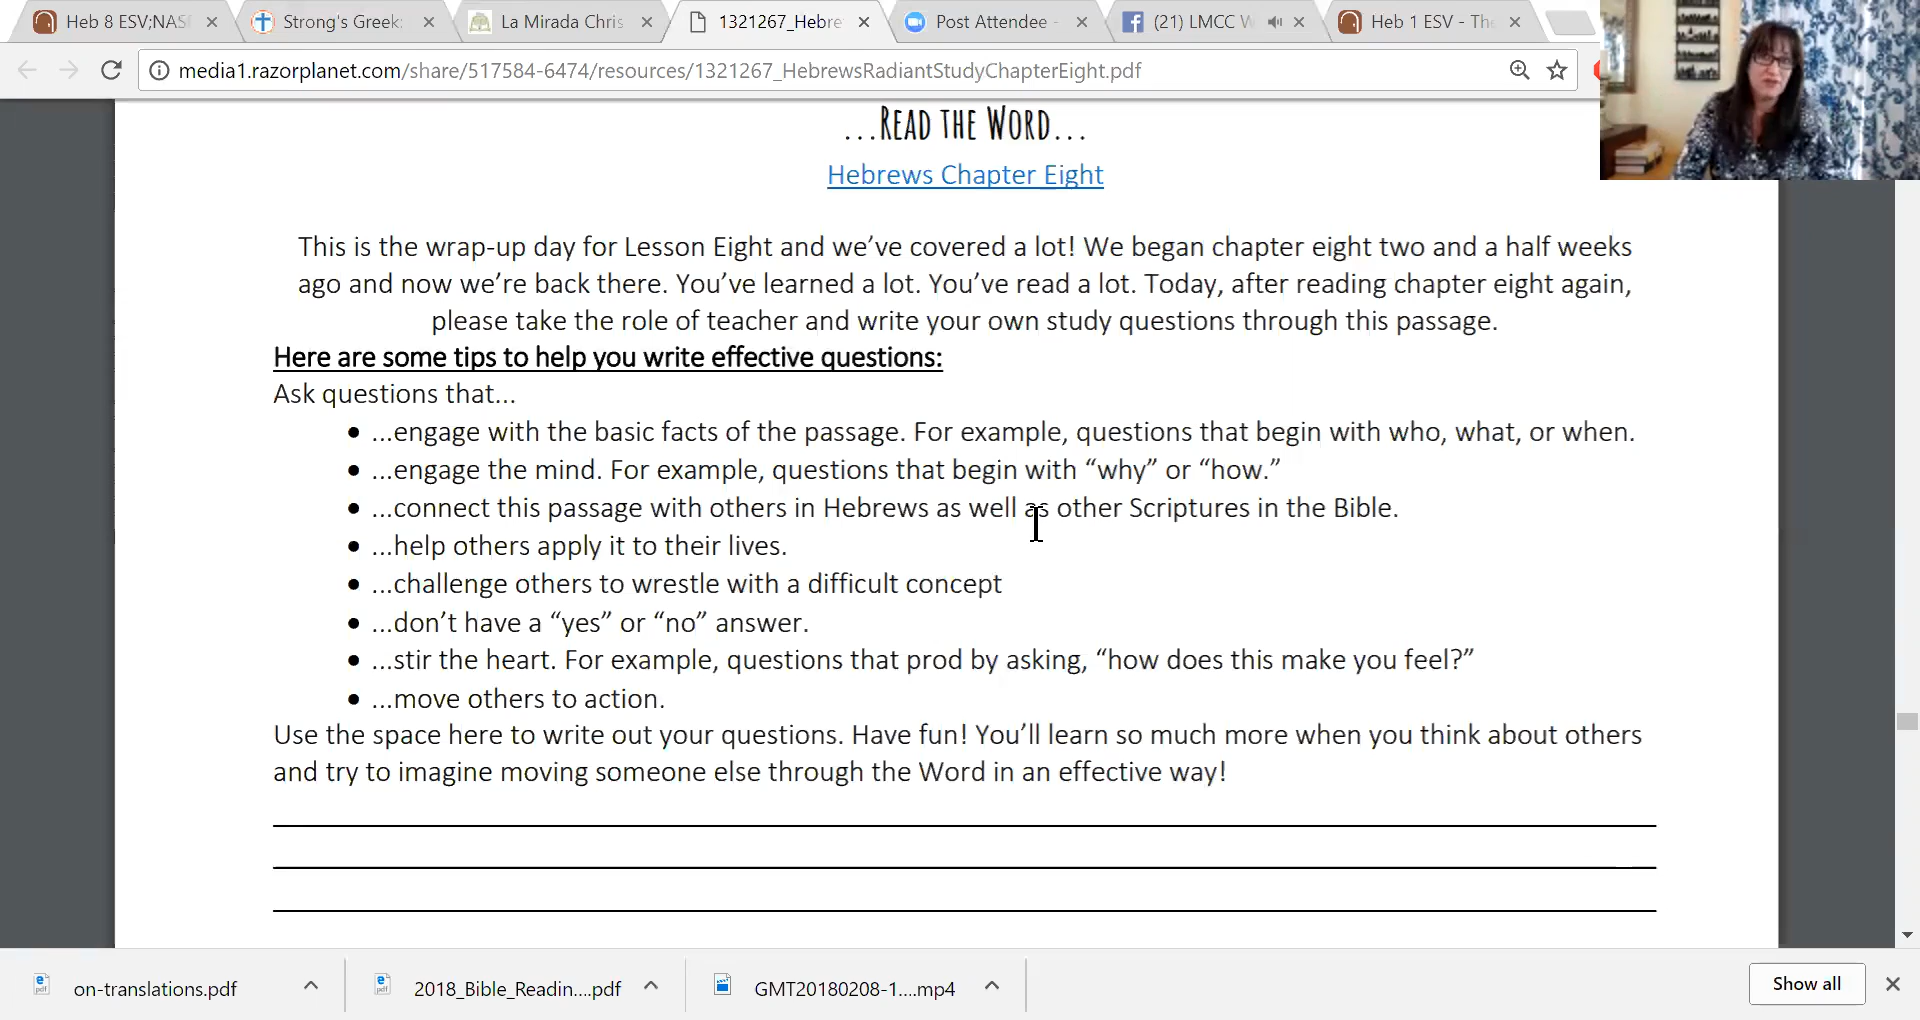 Heb 8 ESV;NAS
Strong's Greek:
La Mirada Chris
1321267_Hebre
Post Attendee -
(21) LMCC W
Heb 1 ESV - The
media1.razorplanet.com/share/517584-6474/resources/1321267_HebrewsRadiantStudyChapterEight.pdf
...READ THE WORD...
Hebrews Chapter Eight
This is the wrap-up day for Lesson Eight and we’ve covered a lot! We began chapter eight two and a half weeks
ago and now we’re back there. You’ve learned a lot. You’ve read a lot. Today, after reading chapter eight again,
please take the role of teacher and write your own study questions through this passage.
Here are some tips to help you write effective questions:
Ask questions that...
• ...engage with the basic facts of the passage. For example, questions that begin with who, what, or when.
• ...engage the mind. For example, questions that begin with “why” or “how.”
• ...connect this passage with others in Hebrews as well as other Scriptures in the Bible.
• ...help others apply it to their lives.
• ...challenge others to wrestle with a difficult concept
• ...don’t have a “yes” or “no” answer.
• ...stir the heart. For example, questions that prod by asking, “how does this make you feel?”
• ...move others to action.
Use the space here to write out your questions. Have fun! You’ll learn so much more when you think about others
and try to imagine moving someone else through the Word in an effective way!
on-translations.pdf
2018_Bible_Readin....pdf
GMT20180208-1....mp4
Show all